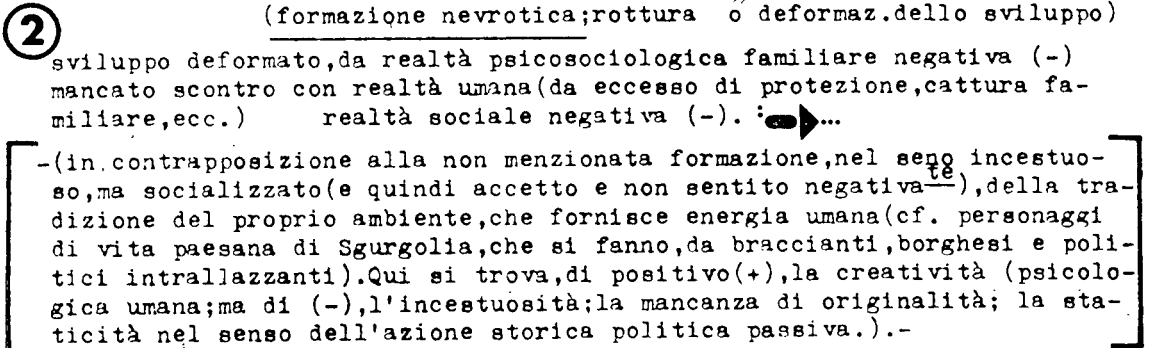 (formazione nevrotica;rottura o deformaz.dello sviluppo)
2
sviluppo deformato,da realtà psicosociologica familiare negativa (-)
mancato scontro con realtà umana(da eccesso di protezione,cattura fa-
miliare,ecc.) realtà sociale negativa (-). :...
-(in contrapposizione alla non menzionata formazione,nel seno incestuo-
so,ma socializzato(e quindi accetto e non sentito negativate),della tra-
dizione del proprio ambiente,che fornisce energia umana(cf. personaggi
di vita paesana di Sgurgolia,che si fanno,da braccianti,borghesi e poli-
tici intrallazzanti).Qui si trova,di positivo(+),la creatività (psicolo-
gica umana;ma di (-),l'incestuòsità;la mancanza di originalità; la sta-
ticità nel senso dell'azione storica politica passiva.).-